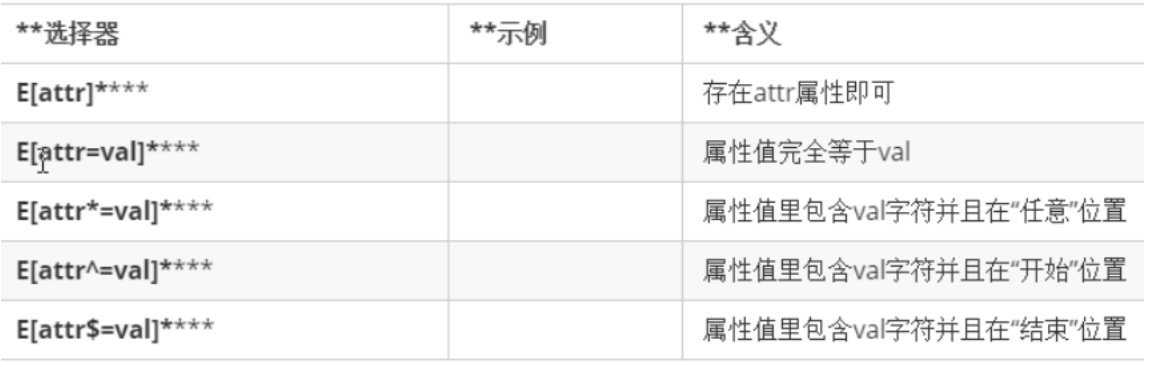 **选择器 **示例 **含义
E[attr]**** 存在attr属性即可
E[attr=val]**** 属性值完全等于val
E[attr*=val]**** 属性值里包含val字符并且在“任意”位置
E[attr^=val]**** 属性值里包含val字符并且在“开始”位置
E[attr$=val]**** 属性值里包含val字符并且在“结束”位置